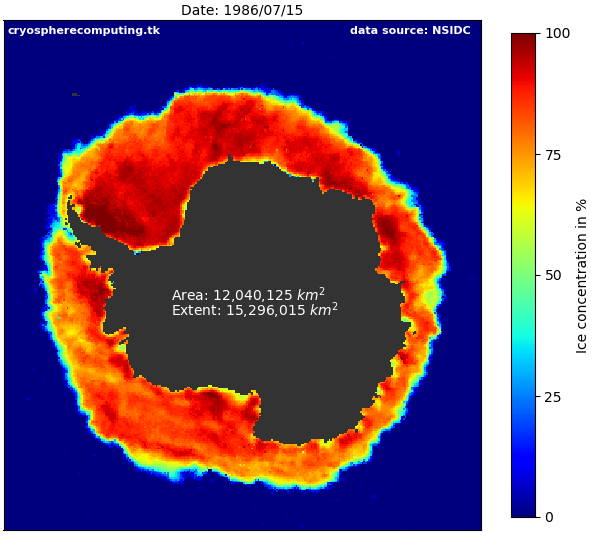 Date: 1986/07/15
cryospherecomputing.tk
data source: NSIDC
Area: 12,040,125 km²
Extent: 15,296,015 km²
100
75
50
25
0
Ice concentration in %